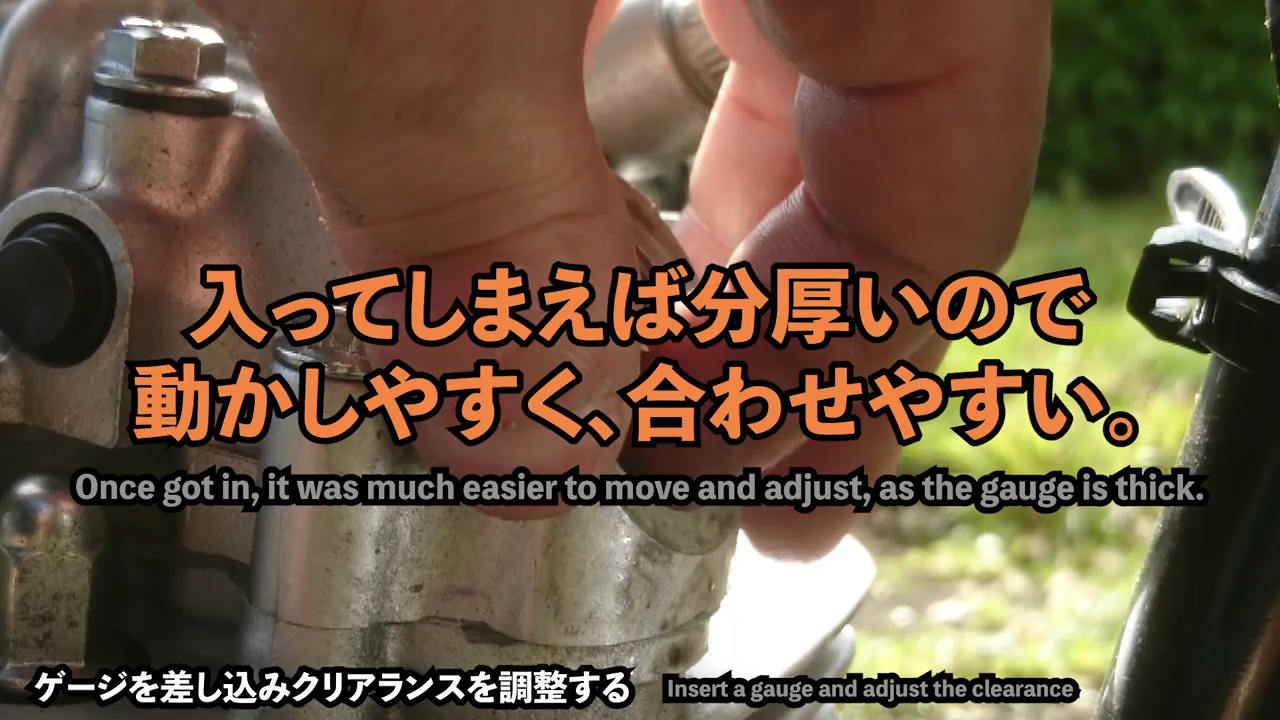 入ってしまえば分厚いので
動かしやすく、合わせやすい。
Once got in, it was much easier to move and adjust, as the gauge is thick.
ゲージを差し込みクリアランスを調整する
Insert a gauge and adjust the clearance